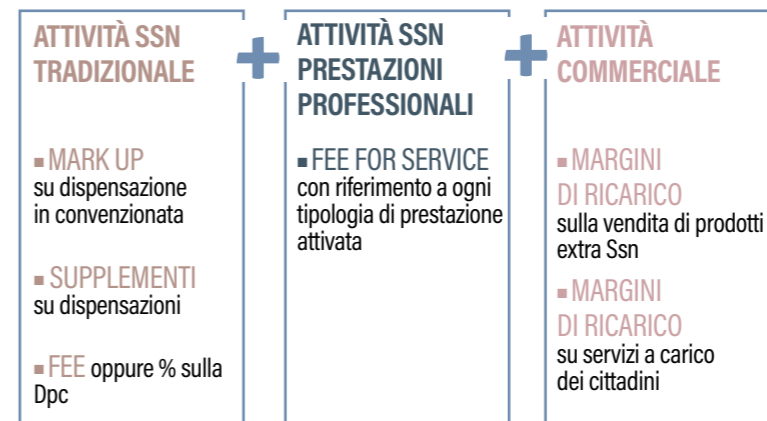 ATTIVITÀ SSN
TRADIZIONALE
■ MARK UP
su dispensazione
in convenzionata
■ SUPPLEMENTI
su dispensazioni
■ FEE oppure % sulla
Dpc
+
ATTIVITÀ SSN
PRESTAZIONI
PROFESSIONALI
■ FEE FOR SERVICE
con riferimento a ogni
tipologia di prestazione
attivata
+
ATTIVITÀ
COMMERCIALE
■ MARGINI
DI RICARICO
sulla vendita di prodotti
extra Ssn
■ MARGINI
DI RICARICO
su servizi a carico
dei cittadini